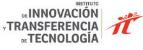 INSTITUTO
DE INNOVACIÓN
Y TRANSFERENCIA
DE TECNOLOGÍA